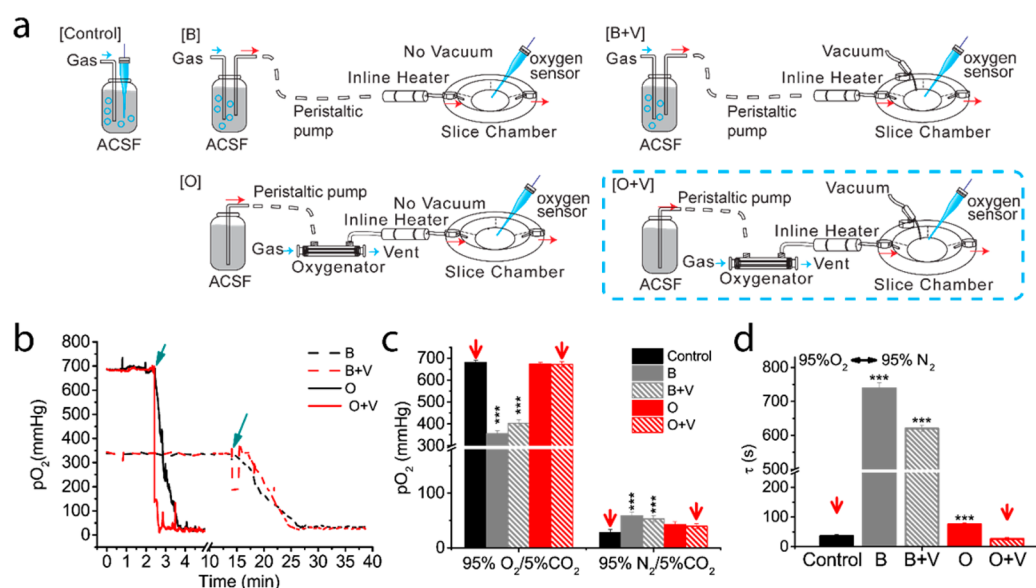 a
[Control]
Gas
ACSF
[B]
Gas
ACSF
Peristaltic
pump
Inline Heater
No Vacuum
oxygen
sensor
Slice Chamber
[B+V]
Gas
ACSF
Peristaltic
pump
Inline Heater
Vacuum
oxygen
sensor
Slice Chamber
[O]
Peristaltic pump
ACSF
Gas
Vent
Oxygenator
Inline Heater
No Vacuum
oxygen
sensor
Slice Chamber
[O+V]
Peristaltic pump
ACSF
Gas
Vent
Oxygenator
Inline Heater
Vacuum
oxygen
sensor
Slice Chamber
b
pO₂(mmHg)
800
700
600
500
400
300
200
100
0
B
B+V
O
O+V
0 1 2 3 4 10 15 20 25 30 35 40
Time (min)
c
pO₂ (mmHg)
700
600
500
400
300
100
0
*** ***
*** ***
Control
B
B+V
O
O+V
95% O₂/5%CO₂ 95% N₂/5%CO₂
d
τ (s)
800
700
600
500
200
150
100
50
0
95%O₂ 95% N₂
***
***
***
Control B B+V O O+V